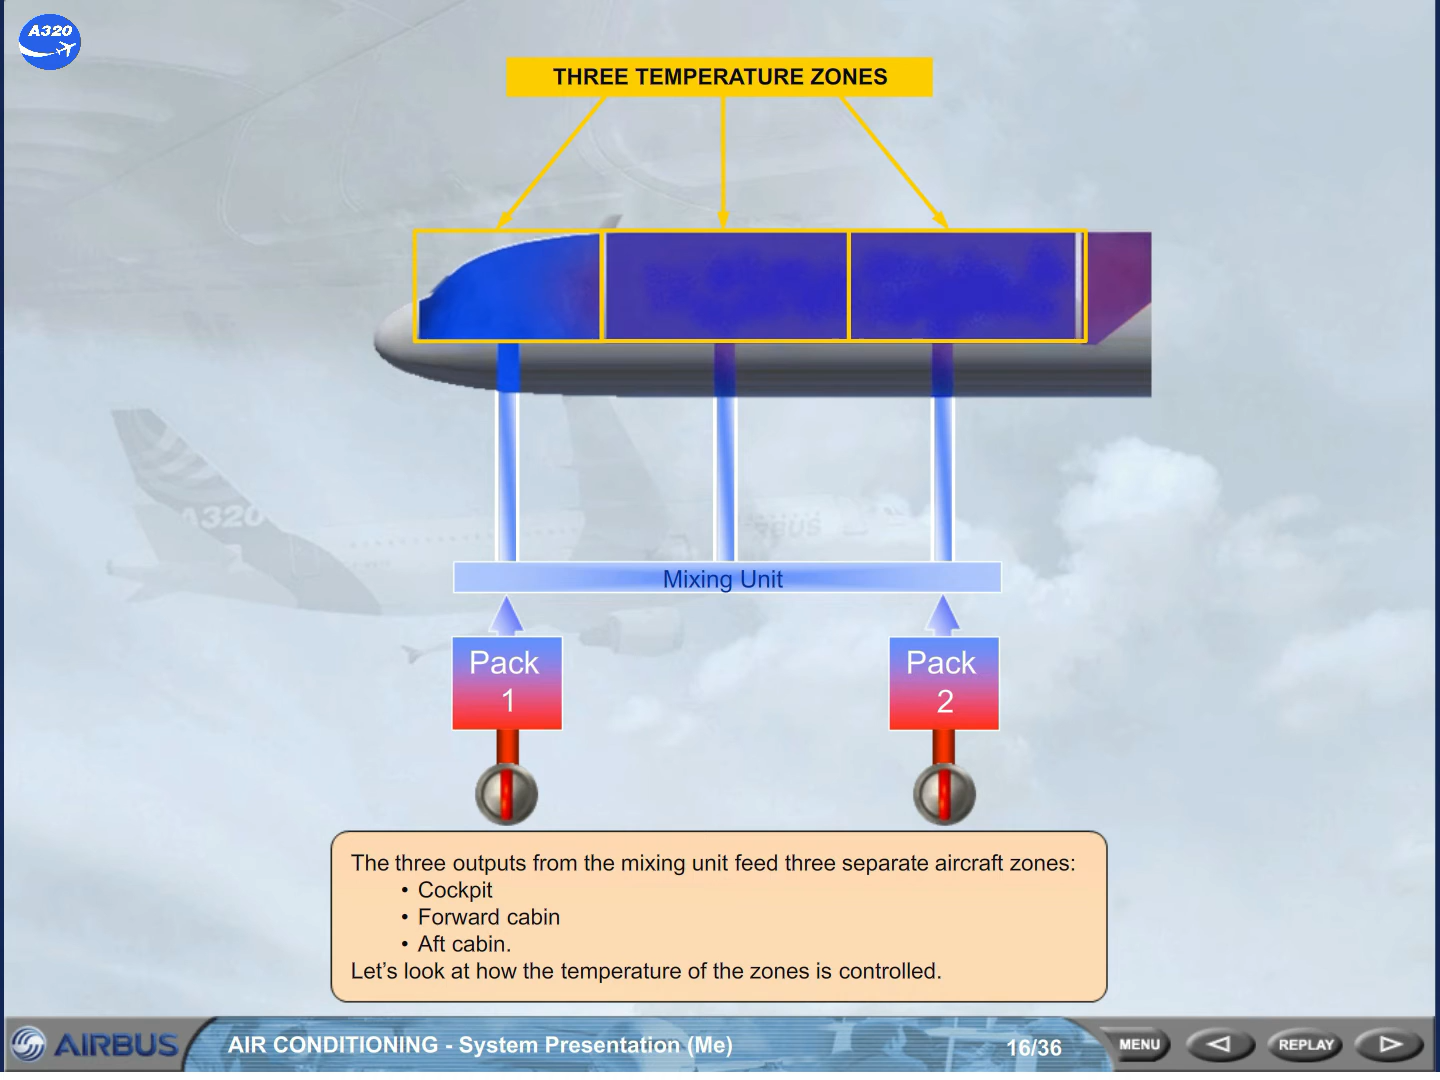 A320
THREE TEMPERATURE ZONES
A320
Mixing Unit
Pack
1
Pack
2
The three outputs from the mixing unit feed three separate aircraft zones:
• Cockpit
• Forward cabin
• Aft cabin.
Let’s look at how the temperature of the zones is controlled.
AIRBUS
AIR CONDITIONING - System Presentation (Me)
16/36
MENU
REPLAY